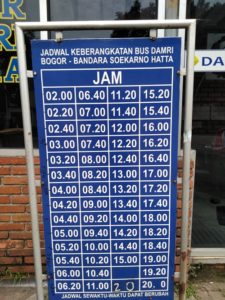 JADWAL KEBERANGKATAN BUS DAMRI
BOGOR - BANDARA SOEKARNO HATTA
JAM
02.00 06.40 11.20 15.20
02.20 07.00 11.40 15.40
02.40 07.20 12.00 16.00
03.00 07.40 12.20 16.20
03.20 08.00 12.40 16.40
03.40 08.20 13.00 17.00
04.00 08.40 13.20 17.20
04.20 09.00 13.40 17.40
04.40 09.20 14.00 18.00
05.00 09.40 14.20 18.20
05.20 10.00 14.40 18.40
05.40 10.20 15.00 19.00
06.00 10.40 19.20
06.20 11.00 20. 0
JADWAL SEWAKTU-WAKTU DAPAT BERUBAH
DA